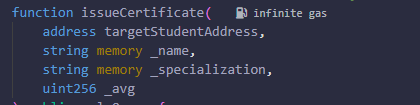 function issueCertificate( infinite gas
address targetStudentAddress,
string memory _name,
string memory _specialization,
uint256 _avg